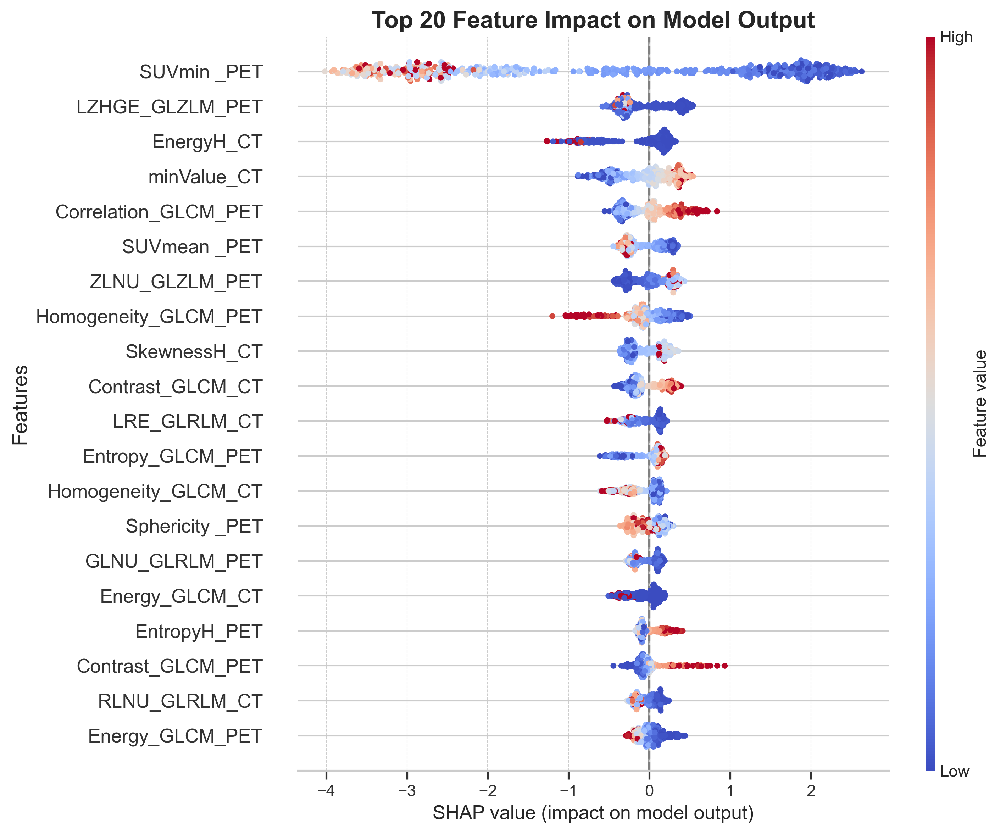 Top 20 Feature Impact on Model Output
High
SUVmin _PET
LZHGE_GLZLM_PET
EnergyH_CT
minValue_CT
Correlation_GLCM_PET
SUVmean _PET
ZLNU_GLZLM_PET
Homogeneity_GLCM_PET
SkewnessH_CT
Contrast_GLCM_CT
LRE_GLRLM_CT
Entropy_GLCM_PET
Homogeneity_GLCM_CT
Sphericity _PET
GLNU_GLRLM_PET
Energy_GLCM_CT
EntropyH_PET
Contrast_GLCM_PET
RLNU_GLRLM_CT
Energy_GLCM_PET
Features
Feature value
Low
−4 −3 −2 −1 0 1 2
SHAP value (impact on model output)